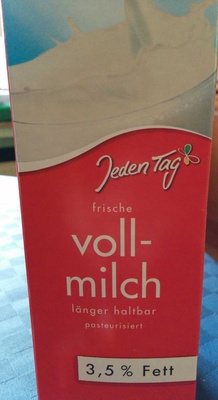 Jeden Tag
frische
voll-
milch
länger haltbar
pasteurisiert
3,5 % Fett